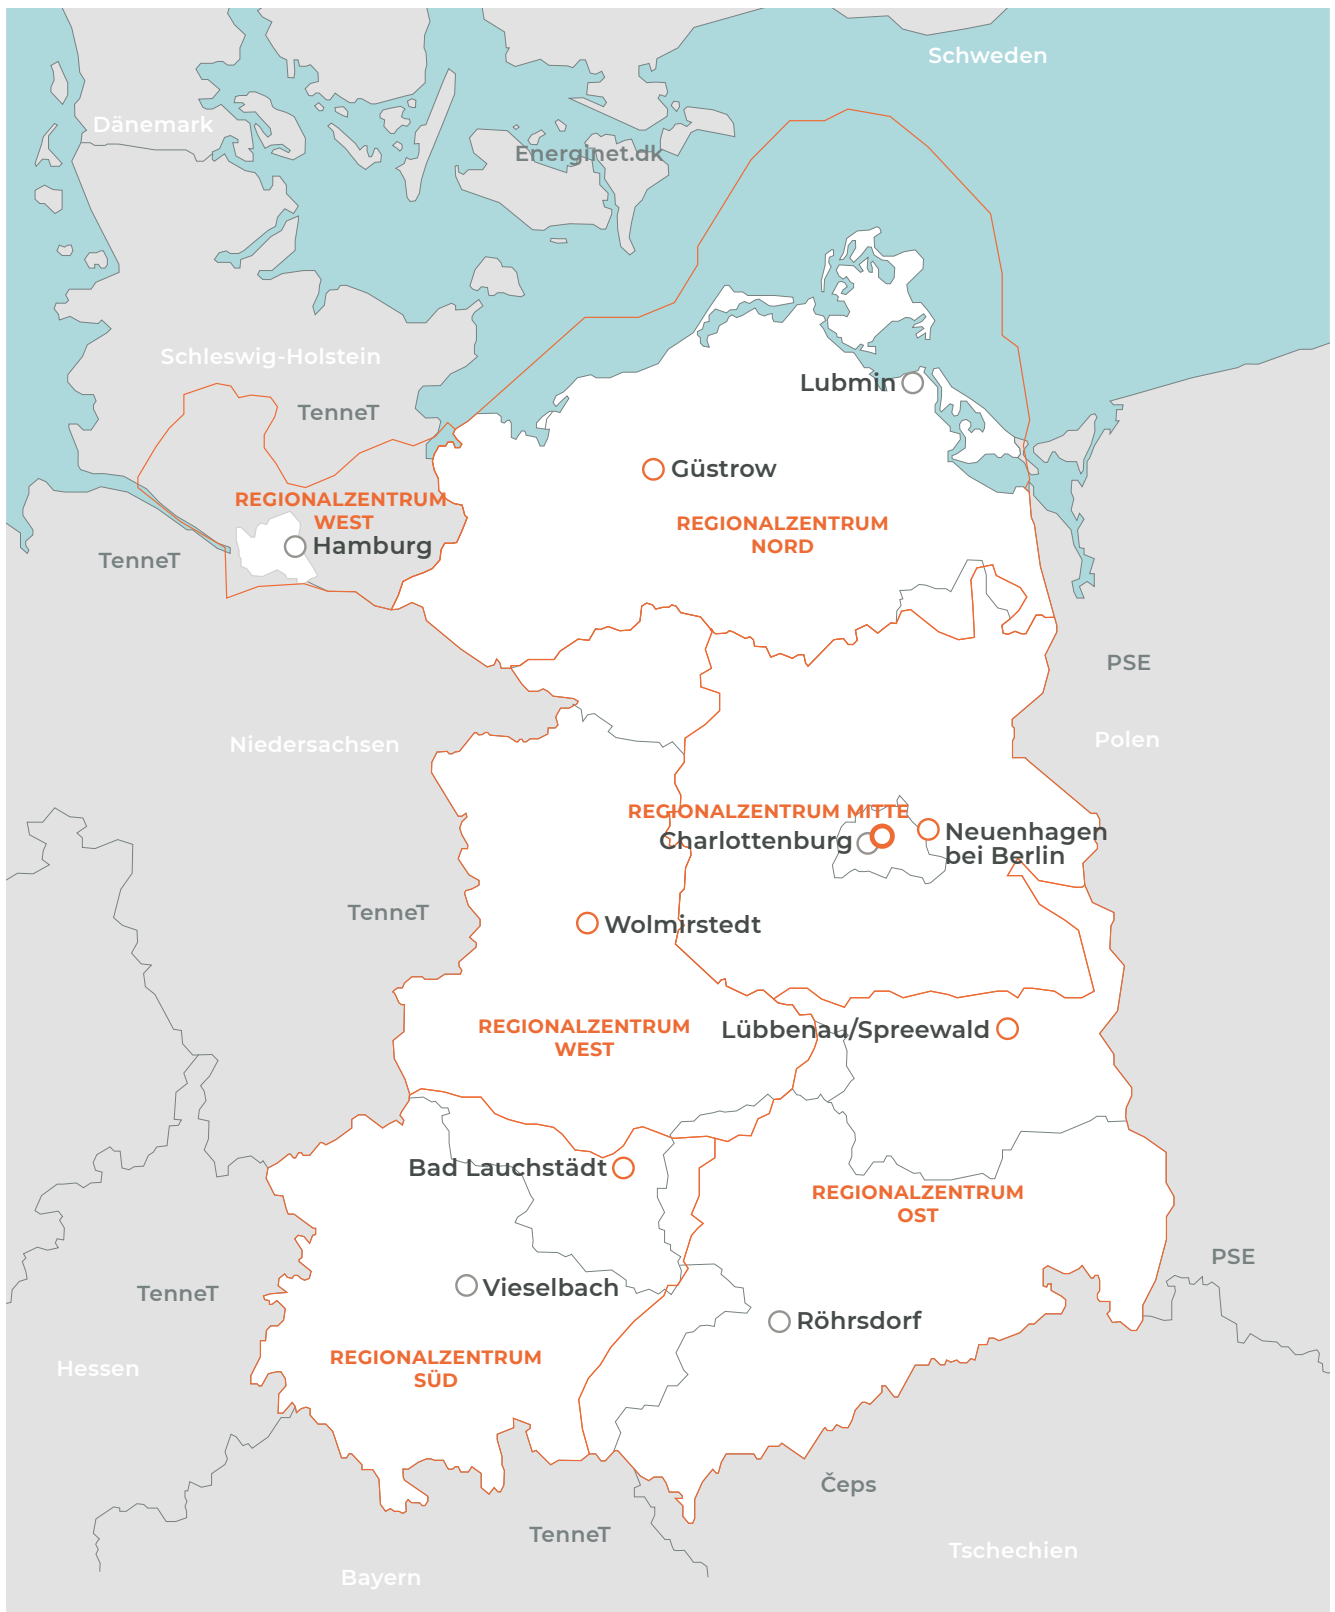 Schweden
Dänemark
Energinet.dk
Schleswig-Holstein
Lubmin
TenneT
Güstrow
REGIONALZENTRUM
WEST
Hamburg
REGIONALZENTRUM
NORD
TenneT
PSE
Niedersachsen
Polen
REGIONALZENTRUM MITTE
Charlottenburg
Neuenhagen
bei Berlin
TenneT
Wolmirstedt
REGIONALZENTRUM
WEST
Lübbenau/Spreewald
Bad Lauchstädt
REGIONALZENTRUM
OST
PSE
TenneT
Vieselbach
Röhrsdorf
Hessen
REGIONALZENTRUM
SÜD
Čeps
TenneT
Tschechien
Bayern